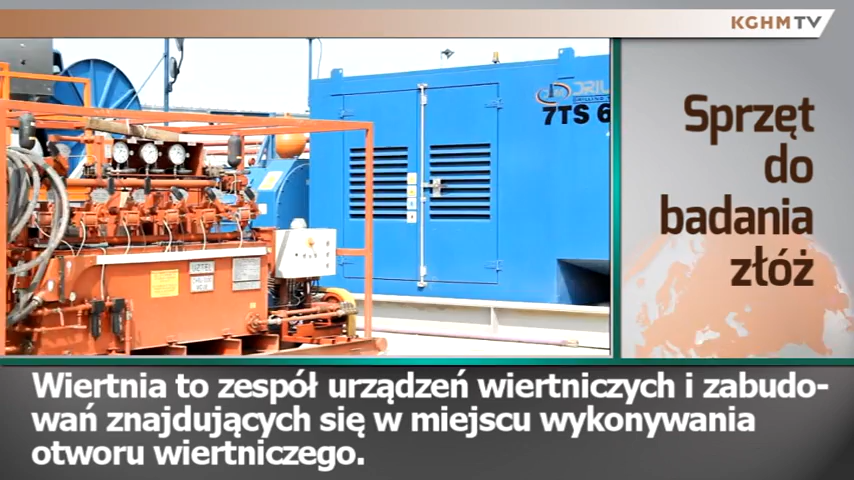 KGHM TV
7TS 6
Sprzęt
do
badania
złóż
UZTEL
Wiertnia to zespół urządzeń wiertniczych i zabudo-
wań znajdujących się w miejscu wykonywania
otworu wiertniczego.